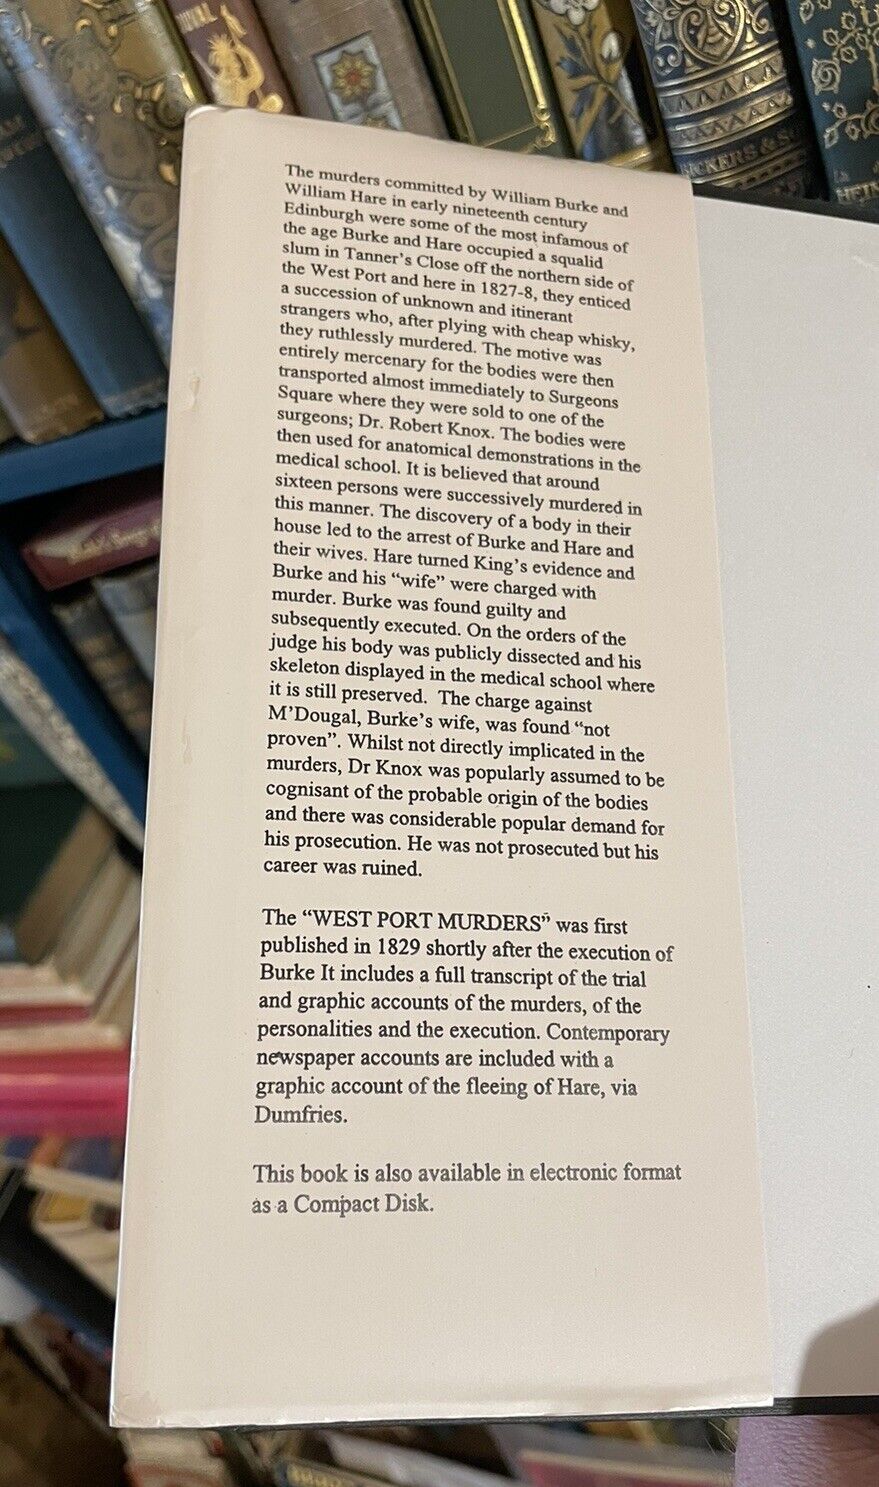 The murders committed by William Burke and
William Hare in early nineteenth century
Edinburgh were some of the most infamous of
the age Burke and Hare occupied a squalid
slum in Tanner's Close off the northern side of
the West Port and here in 1827-8, they enticed
a succession of unknown and itinerant
strangers who, after plying with cheap whisky,
they ruthlessly murdered. The motive was
entirely mercenary for the bodies were then
transported almost immediately to Surgeons
Square where they were sold to one of the
surgeons; Dr. Robert Knox. The bodies were
then used for anatomical demonstrations in the
medical school. It is believed that around
sixteen persons were successively murdered in
this manner. The discovery of a body in their
house led to the arrest of Burke and Hare and
their wives. Hare turned King's evidence and
Burke and his "wife" were charged with
murder. Burke was found guilty and
subsequently executed. On the orders of the
judge his body was publicly dissected and his
skeleton displayed in the medical school where
it is still preserved. The charge against
M'Dougal, Burke's wife, was found "not
proven". Whilst not directly implicated in the
murders, Dr Knox was popularly assumed to be
cognisant of the probable origin of the bodies
and there was considerable popular demand for
his prosecution. He was not prosecuted but his
career was ruined.
The "WEST PORT MURDERS" was first
published in 1829 shortly after the execution of
Burke It includes a full transcript of the trial
and graphic accounts of the murders, of the
personalities and the execution. Contemporary
newspaper accounts are included with a
graphic account of the fleeing of Hare, via
Dumfries.
This book is also available in electronic format
as a Compact Disk.